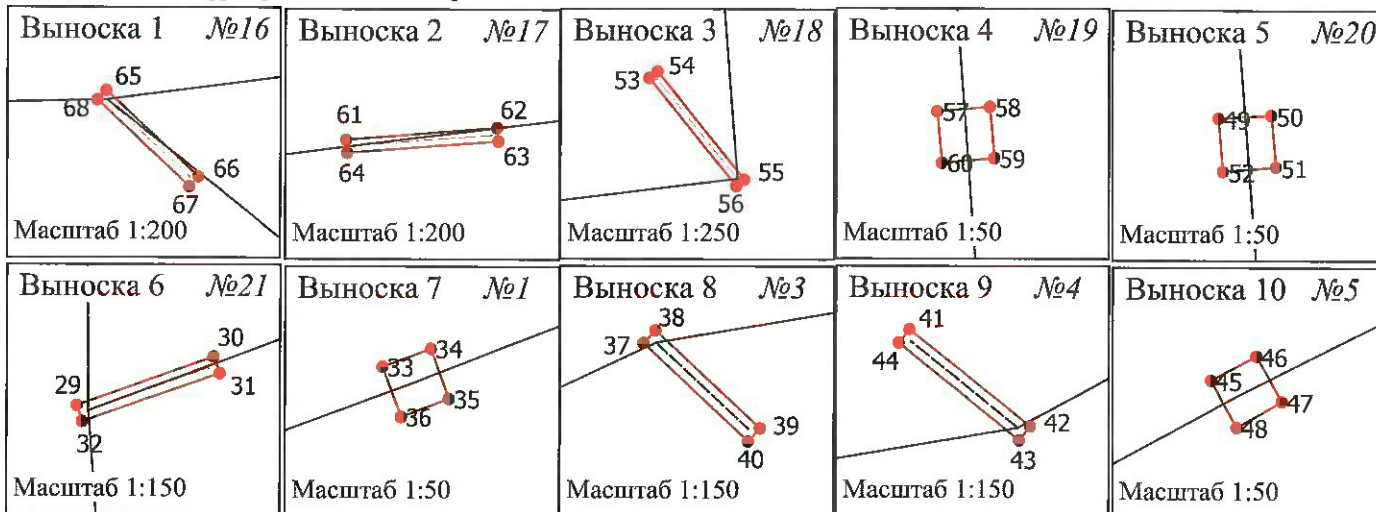 Выноска 1 №16
65
68
66
67
Масштаб 1:200
Выноска 2 №17
61
62
64
63
Масштаб 1:200
Выноска 3 №18
54
53
55
56
Масштаб 1:250
Выноска 4 №19
57
58
60
59
Масштаб 1:50
Выноска 5 №20
49
50
52
51
Масштаб 1:50
Выноска 6 №21
30
29
31
32
Масштаб 1:150
Выноска 7 №1
34
33
35
36
Масштаб 1:50
Выноска 8 №3
38
37
39
40
Масштаб 1:150
Выноска 9 №4
41
44
42
43
Масштаб 1:150
Выноска 10 №5
46
45
47
48
Масштаб 1:50